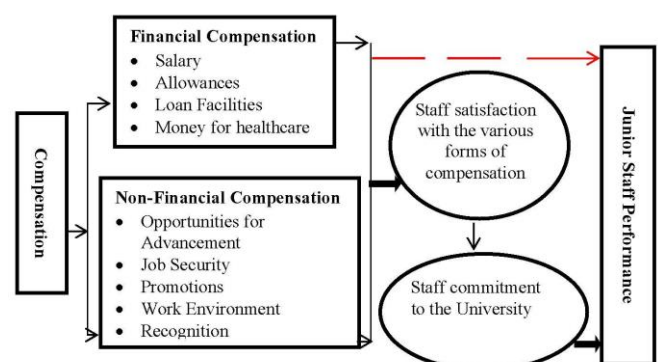 Compensation
Financial Compensation
• Salary
• Allowances
• Loan Facilities
• Money for healthcare
Non-Financial Compensation
• Opportunities for
Advancement
• Job Security
• Promotions
• Work Environment
• Recognition
Staff satisfaction
with the various
forms of
compensation
Staff commitment
to the University
Junior Staff Performance